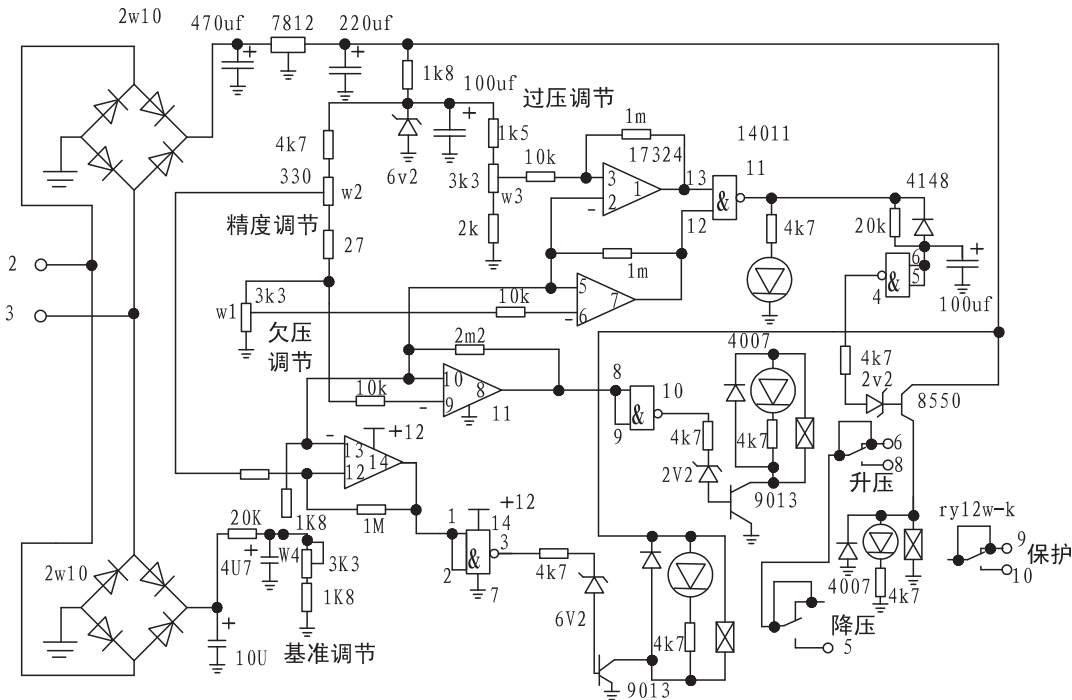 2w10
470uf
7812
220uf
1k8
100uf
过压调节
4k7
6v2
1k5
10k
1m
17324
14011
330
w2
3k3
w3
3
2
1
13
11
&
12
4148
精度调节
2k
4k7
20k
27
1m
6
5
&
4
100uf
2
3
3k3
w1
10k
5
6
7
欠压
调节
2m2
4007
4k7
2v2
8550
10k
10
9
8
11
8
9
&
10
4k7
4k7
+12
13
12
14
2V2
9013
6
8
升压
1K8
1M
+12
20K
4U7
W4
3K3
1
2
14
&
3
7
4k7
ry12w-k
9
10
保护
2w10
1K8
6V2
4007
4k7
10U
基准调节
4k7
9013
降压
5